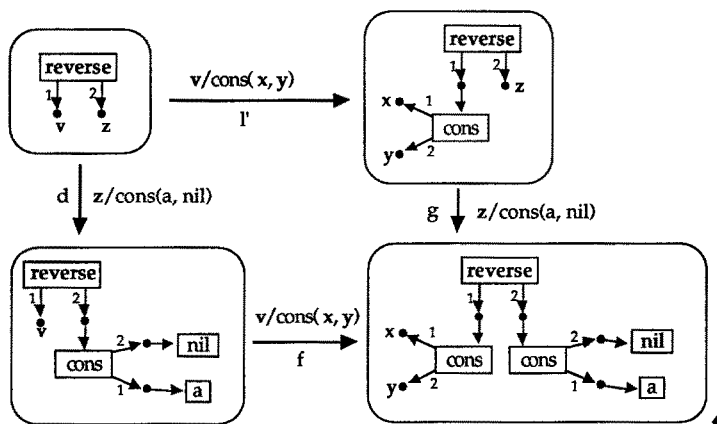 reverse
1 2
v z
v/cons( x, y)
l'
reverse
1 2
z
x 1
cons
y 2
d z/cons(a, nil)
g z/cons(a, nil)
reverse
1 2
v
2 nil
cons
1 a
v/cons( x, y)
f
reverse
1 2
x 1
cons
y 2
cons
2 nil
1 a